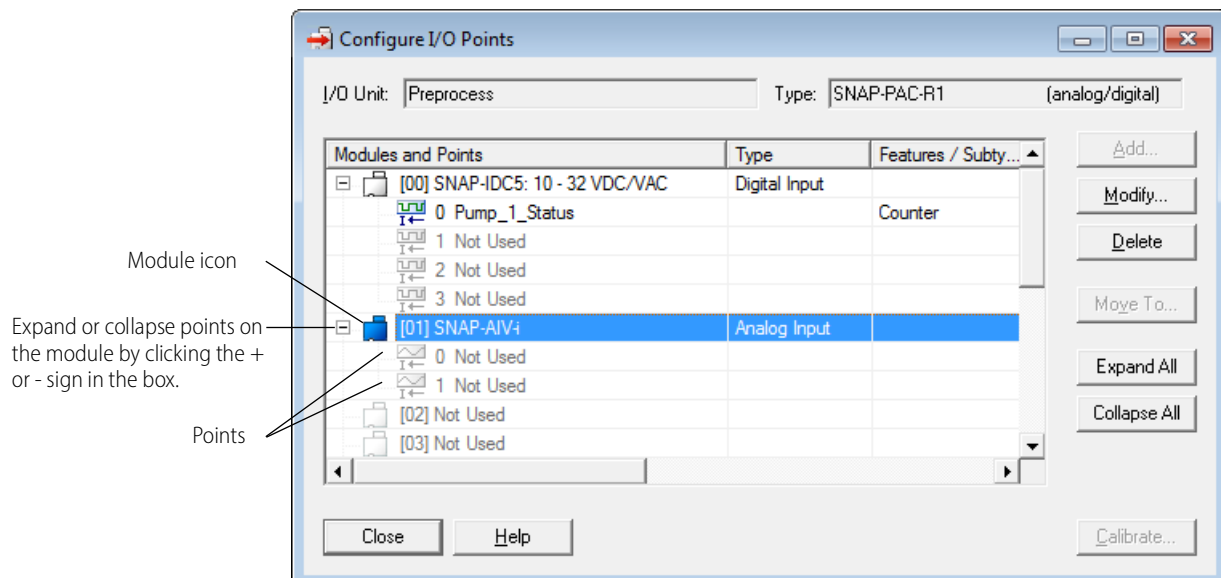 Configure I/O Points
I/O Unit: Preprocess Type: SNAP-PAC-R1 (analog/digital)
Modules and Points Type Features / Subty...
Add...
[00] SNAP-IDC5: 10 - 32 VDC/VAC Digital Input
Modify...
0 Pump_1_Status Counter
1 Not Used
Delete
Module icon
2 Not Used
3 Not Used
Move To...
Expand or collapse points on
the module by clicking the +
or - sign in the box.
[01] SNAP-AIV-i Analog Input
0 Not Used
Expand All
1 Not Used
Points
[02] Not Used
Collapse All
[03] Not Used
Close Help Calibrate...